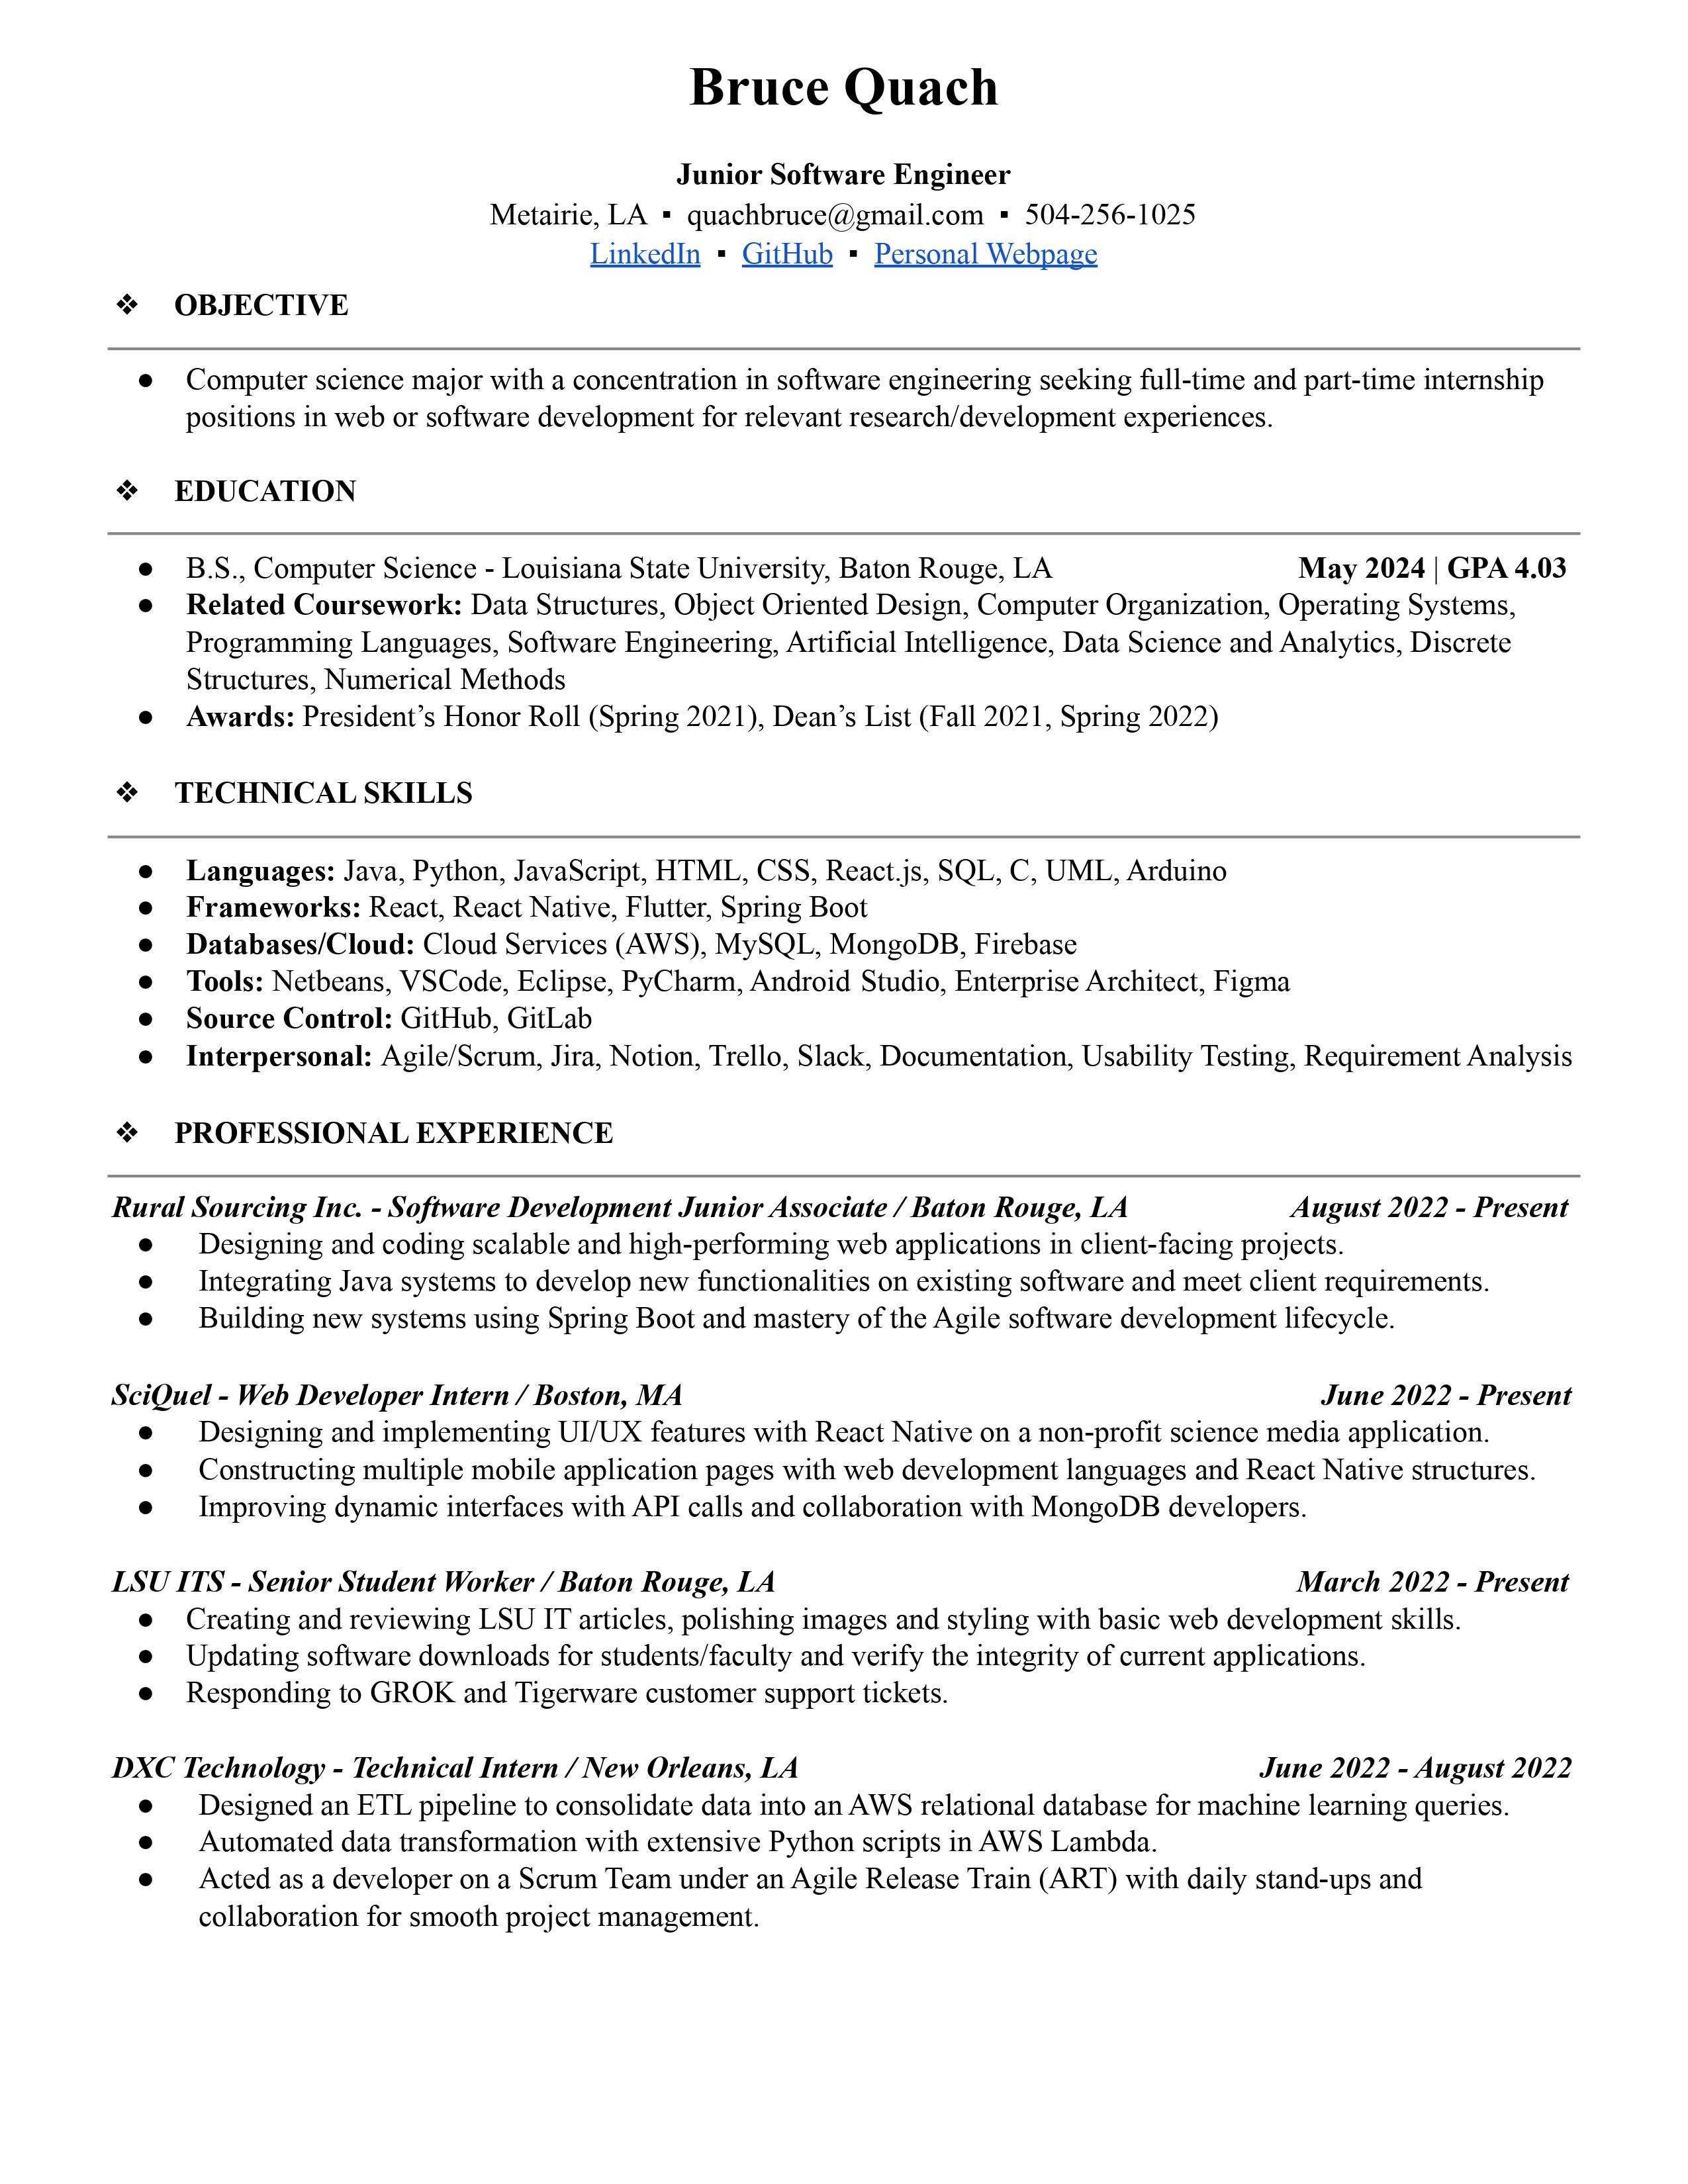 Bruce Quach
Junior Software Engineer
Metairie, LA ▪ quachbruce@gmail.com ▪ 504-256-1025
LinkedIn ▪ GitHub ▪ Personal Webpage
❖ OBJECTIVE
● Computer science major with a concentration in software engineering seeking full-time and part-time internship
positions in web or software development for relevant research/development experiences.
❖ EDUCATION
● B.S., Computer Science - Louisiana State University, Baton Rouge, LA May 2024 | GPA 4.03
● Related Coursework: Data Structures, Object Oriented Design, Computer Organization, Operating Systems,
Programming Languages, Software Engineering, Artificial Intelligence, Data Science and Analytics, Discrete
Structures, Numerical Methods
● Awards: President’s Honor Roll (Spring 2021), Dean’s List (Fall 2021, Spring 2022)
❖ TECHNICAL SKILLS
● Languages: Java, Python, JavaScript, HTML, CSS, React.js, SQL, C, UML, Arduino
● Frameworks: React, React Native, Flutter, Spring Boot
● Databases/Cloud: Cloud Services (AWS), MySQL, MongoDB, Firebase
● Tools: Netbeans, VSCode, Eclipse, PyCharm, Android Studio, Enterprise Architect, Figma
● Source Control: GitHub, GitLab
● Interpersonal: Agile/Scrum, Jira, Notion, Trello, Slack, Documentation, Usability Testing, Requirement Analysis
❖ PROFESSIONAL EXPERIENCE
Rural Sourcing Inc. - Software Development Junior Associate / Baton Rouge, LA August 2022 - Present
● Designing and coding scalable and high-performing web applications in client-facing projects.
● Integrating Java systems to develop new functionalities on existing software and meet client requirements.
● Building new systems using Spring Boot and mastery of the Agile software development lifecycle.
SciQuel - Web Developer Intern / Boston, MA June 2022 - Present
● Designing and implementing UI/UX features with React Native on a non-profit science media application.
● Constructing multiple mobile application pages with web development languages and React Native structures.
● Improving dynamic interfaces with API calls and collaboration with MongoDB developers.
LSU ITS - Senior Student Worker / Baton Rouge, LA March 2022 - Present
● Creating and reviewing LSU IT articles, polishing images and styling with basic web development skills.
● Updating software downloads for students/faculty and verify the integrity of current applications.
● Responding to GROK and Tigerware customer support tickets.
DXC Technology - Technical Intern / New Orleans, LA June 2022 - August 2022
● Designed an ETL pipeline to consolidate data into an AWS relational database for machine learning queries.
● Automated data transformation with extensive Python scripts in AWS Lambda.
● Acted as a developer on a Scrum Team under an Agile Release Train (ART) with daily stand-ups and
collaboration for smooth project management.